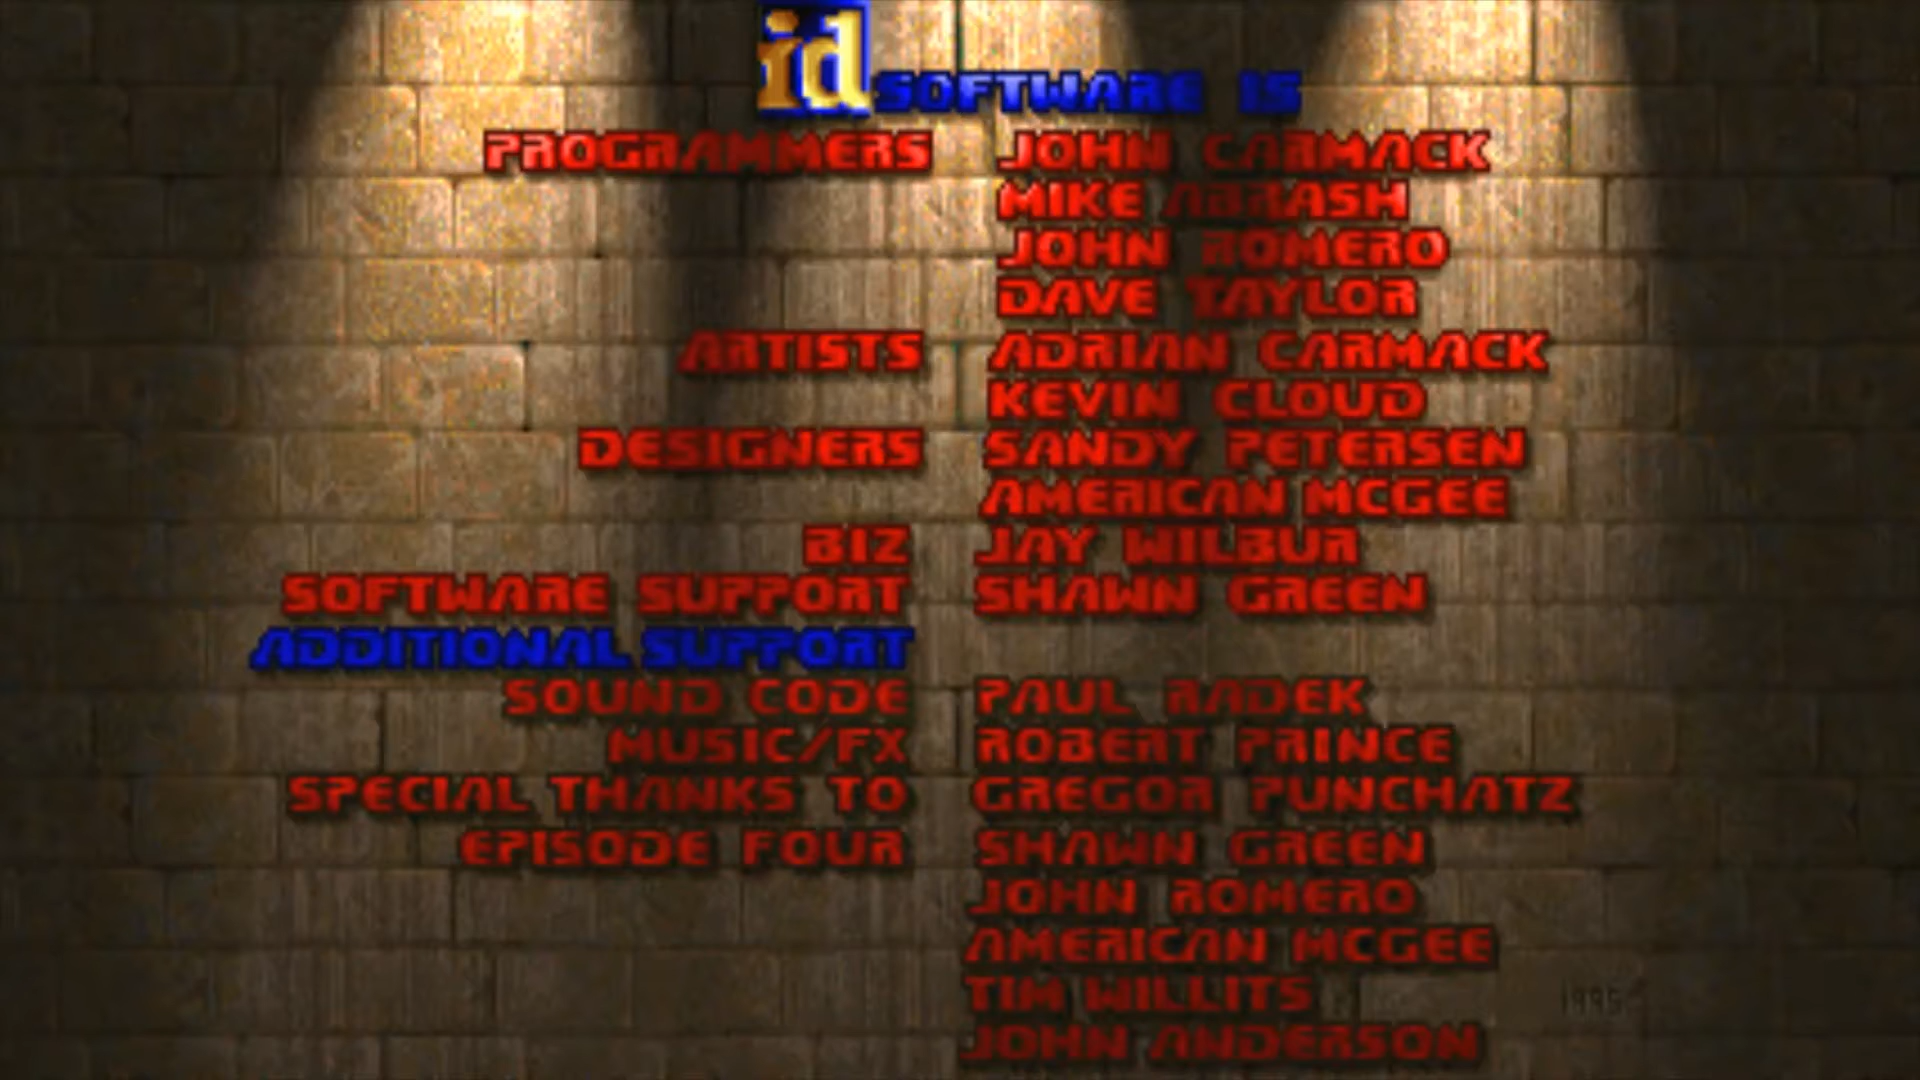 id SOFTWARE IS
PROGRAMMERS JOHN CARMACK
MIKE ABRASH
JOHN ROMERO
DAVE TAYLOR
ARTISTS ADRIAN CARMACK
KEVIN CLOUD
DESIGNERS SANDY PETERSEN
AMERICAN MCGEE
BIZ JAY WILBUR
SOFTWARE SUPPORT SHAWN GREEN
ADDITIONAL SUPPORT
SOUND CODE PAUL RADEK
MUSIC/FX ROBERT PRINCE
SPECIAL THANKS TO GREGOR PUNCHATZ
EPISODE FOUR SHAWN GREEN
JOHN ROMERO
AMERICAN MCGEE
TIM WILLITS
1995
JOHN ANDERSON